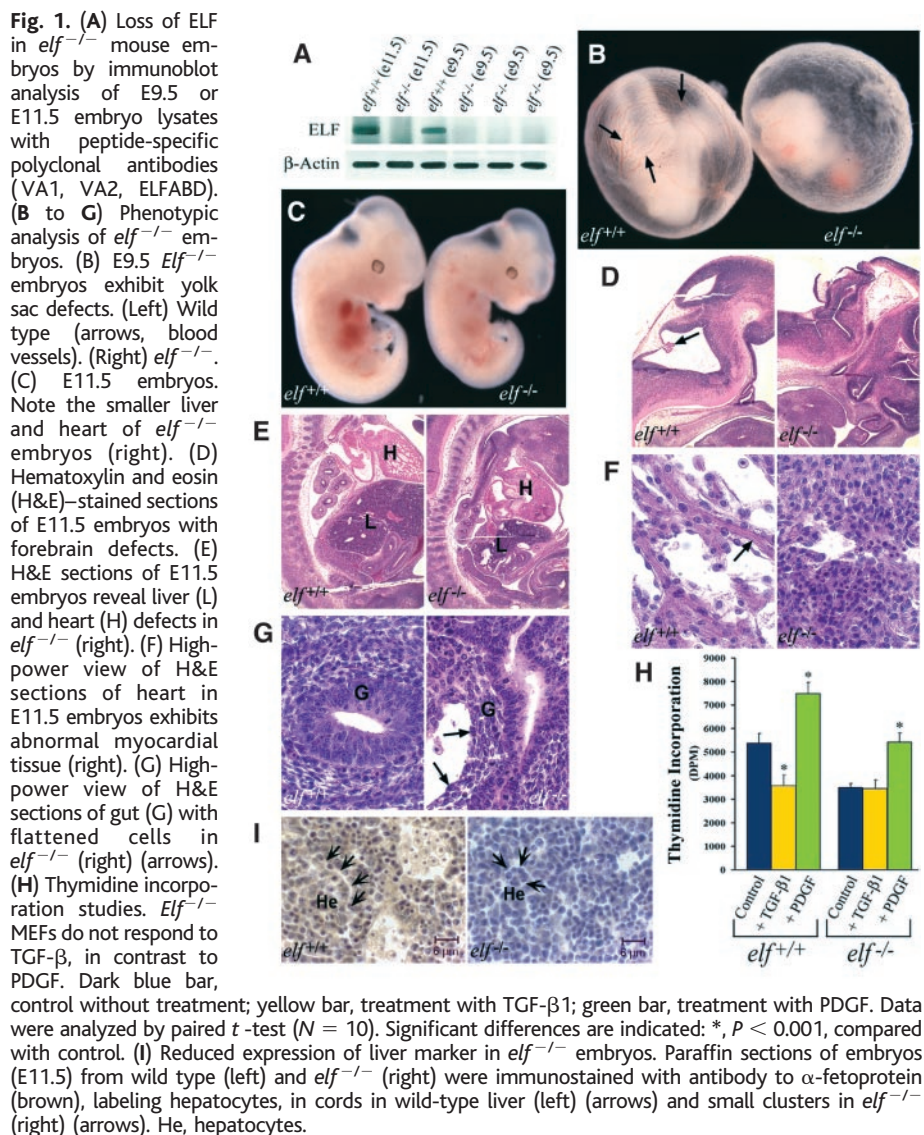 Fig. 1. (A) Loss of ELF
in elf−/− mouse em-
bryos by immunoblot
analysis of E9.5 or
E11.5 embryo lysates
with peptide-specific
polyclonal antibodies
(VA1, VA2, ELFABD).
(B to G) Phenotypic
analysis of elf−/− em-
bryos. (B) E9.5 Elf−/−
embryos exhibit yolk
sac defects. (Left) Wild
type (arrows, blood
vessels). (Right) elf−/−.
(C) E11.5 embryos.
Note the smaller liver
and heart of elf−/−
embryos (right). (D)
Hematoxylin and eosin
(H&E)–stained sections
of E11.5 embryos with
forebrain defects. (E)
H&E sections of E11.5
embryos reveal liver (L)
and heart (H) defects in
elf−/− (right). (F) High-
power view of H&E
sections of heart in
E11.5 embryos exhibits
abnormal myocardial
tissue (right). (G) High-
power view of H&E
sections of gut (G) with
flattened cells in
elf−/− (right) (arrows).
(H) Thymidine incorpo-
ration studies. Elf−/−
MEFs do not respond to
TGF-β, in contrast to
PDGF. Dark blue bar,
control without treatment; yellow bar, treatment with TGF-β1; green bar, treatment with PDGF. Data
were analyzed by paired t -test (N = 10). Significant differences are indicated: *, P < 0.001, compared
with control. (I) Reduced expression of liver marker in elf−/− embryos. Paraffin sections of embryos
(E11.5) from wild type (left) and elf−/− (right) were immunostained with antibody to α-fetoprotein
(brown), labeling hepatocytes, in cords in wild-type liver (left) (arrows) and small clusters in elf−/−
(right) (arrows). He, hepatocytes.
A
elf+/+ (e11.5)
elf-/- (e11.5)
elf+/+ (e9.5)
elf-/- (e9.5)
elf-/- (e9.5)
elf-/- (e9.5)
ELF
β-Actin
B
elf+/+
elf-/-
C
elf+/+
elf-/-
D
elf+/+
elf-/-
E
H
L
elf+/+
H
L
elf-/-
F
elf+/+
elf-/-
G
G
elf+/+
G
elf-/-
H
Thymidine Incorporation
(DPM)
9000
8000
7000
6000
5000
4000
3000
2000
1000
0
*
*
*
Control
+ TGF-β1
+ PDGF
Control
+ TGF-β1
+ PDGF
elf+/+
elf-/-
I
He
elf+/+
6 μm
He
elf-/-
6 μm